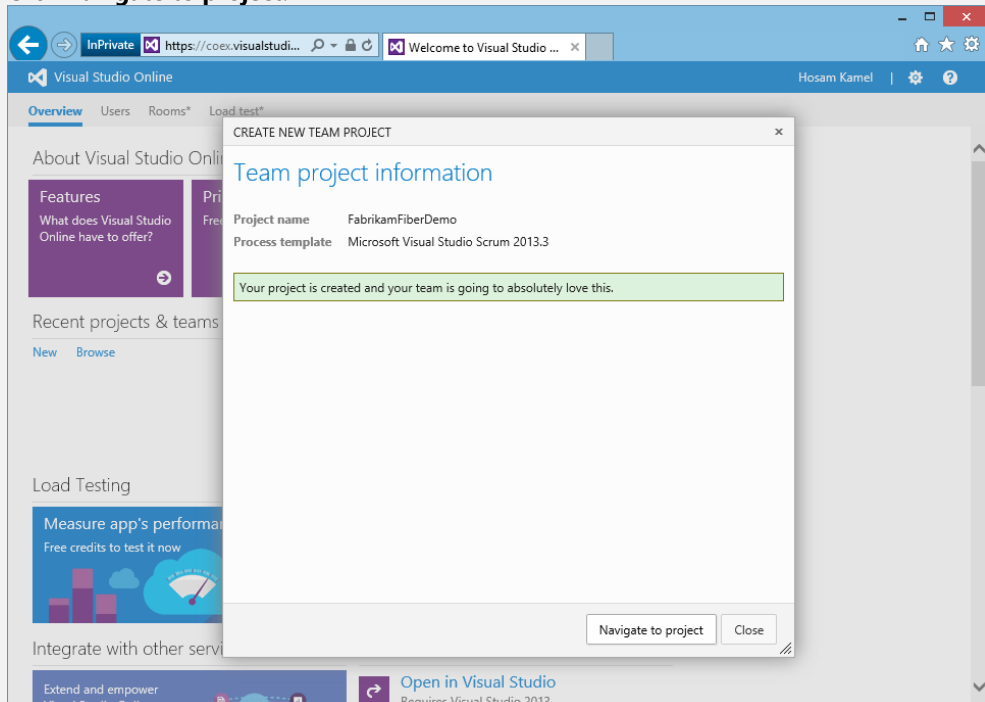 InPrivate https://coex.visualstudi... Welcome to Visual Studio ...
Visual Studio Online Hosam Kamel | ?
Overview Users Rooms* Load test*
CREATE NEW TEAM PROJECT
About Visual Studio Onli
Team project information
Features Pri
What does Visual Studio Free
Online have to offer?
Project name FabrikamFiberDemo
Process template Microsoft Visual Studio Scrum 2013.3
Your project is created and your team is going to absolutely love this.
Recent projects & teams
New Browse
Load Testing
Measure app's performa
Free credits to test it now
Navigate to project Close
Integrate with other servi
Extend and empower
Open in Visual Studio
Requires Visual Studio 2013